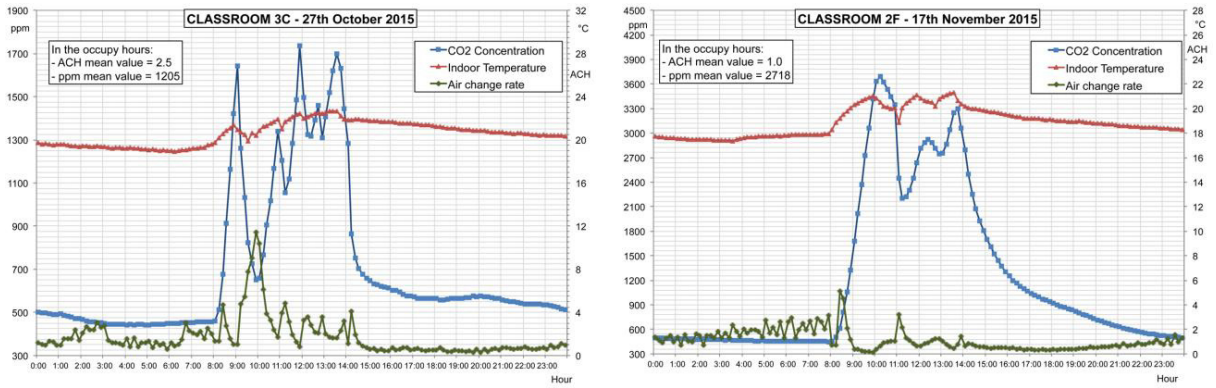 CLASSROOM 3C - 27th October 2015
1900
ppm
1700
1500
1300
1100
900
700
500
300
In the occupy hours:
- ACH mean value = 2.5
- ppm mean value = 1205
CO2 Concentration
Indoor Temperature
Air change rate
32
°C
28
ACH
24
20
16
12
8
4
0
0:00 1:00 2:00 3:00 4:00 5:00 6:00 7:00 8:00 9:00 10:00 11:00 12:00 13:00 14:00 15:00 16:00 17:00 18:00 19:00 20:00 21:00 22:00 23:00
Hour
CLASSROOM 2F - 17th November 2015
4500
ppm
4200
3900
3600
3300
3000
2700
2400
2100
1800
1500
1200
900
600
300
In the occupy hours:
- ACH mean value = 1.0
- ppm mean value = 2718
CO2 Concentration
Indoor Temperature
Air change rate
28
°C
26
24
ACH
22
20
18
16
14
12
10
8
6
4
2
0
0:00 1:00 2:00 3:00 4:00 5:00 6:00 7:00 8:00 9:00 10:00 11:00 12:00 13:00 14:00 15:00 16:00 17:00 18:00 19:00 20:00 21:00 22:00 23:00
Hour